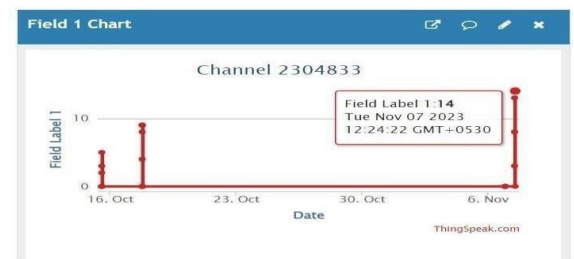 Field 1 Chart
Channel 2304833
Field Label 1:14
Tue Nov 07 2023
12:24:22 GMT+0530
Field Label 1
10
0
16. Oct
23. Oct
30. Oct
6. Nov
Date
ThingSpeak.com